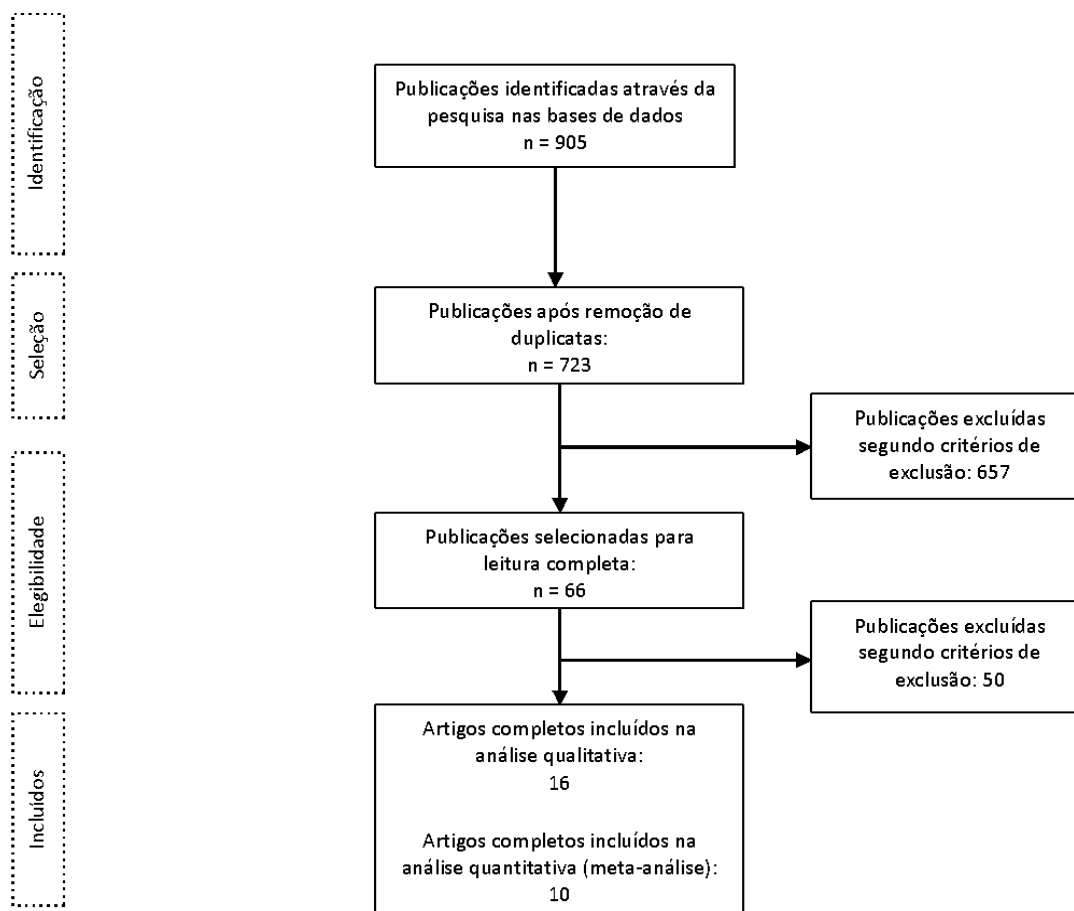 Identificação
Publicações identificadas através da
pesquisa nas bases de dados
n = 905
Seleção
Publicações após remoção de
duplicatas:
n = 723
Publicações excluídas
segundo critérios de
exclusão: 657
Elegibilidade
Publicações selecionadas para
leitura completa:
n = 66
Publicações excluídas
segundo critérios de
exclusão: 50
Incluídos
Artigos completos incluídos na
análise qualitativa:
16
Artigos completos incluídos na
análise quantitativa (meta-análise):
10